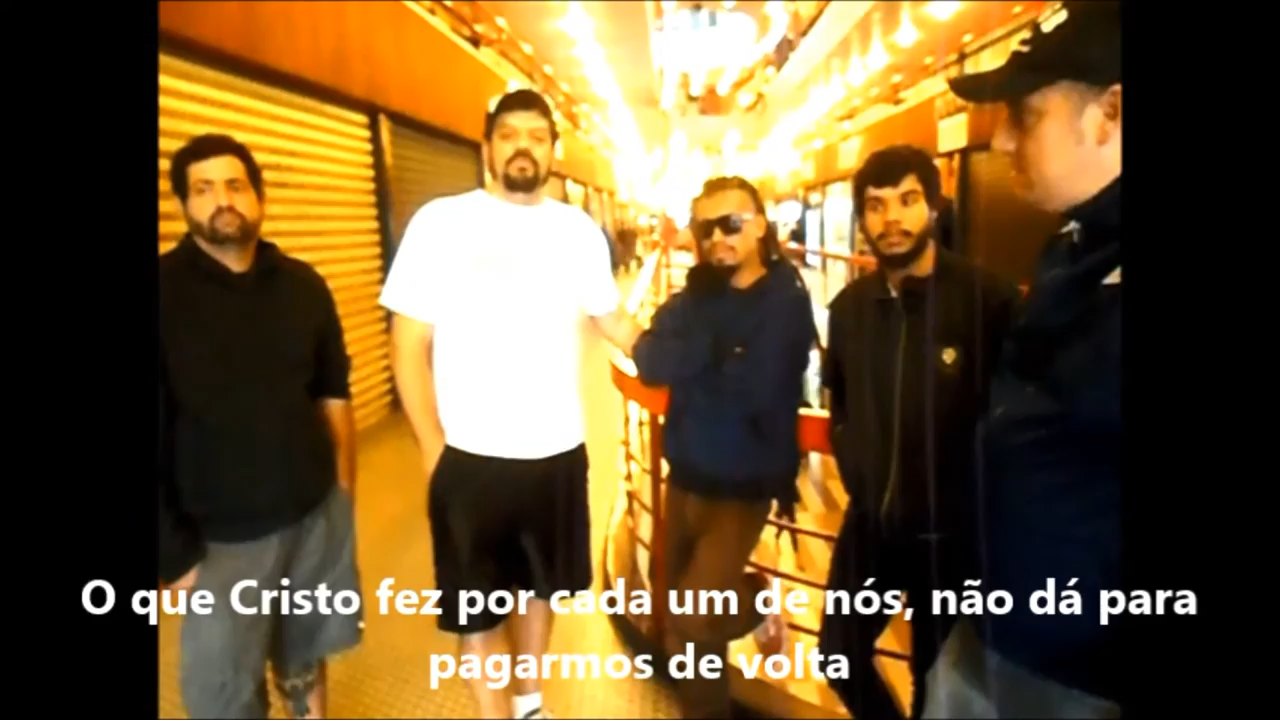 O que Cristo fez por cada um de nós, não dá para
pagarmos de volta